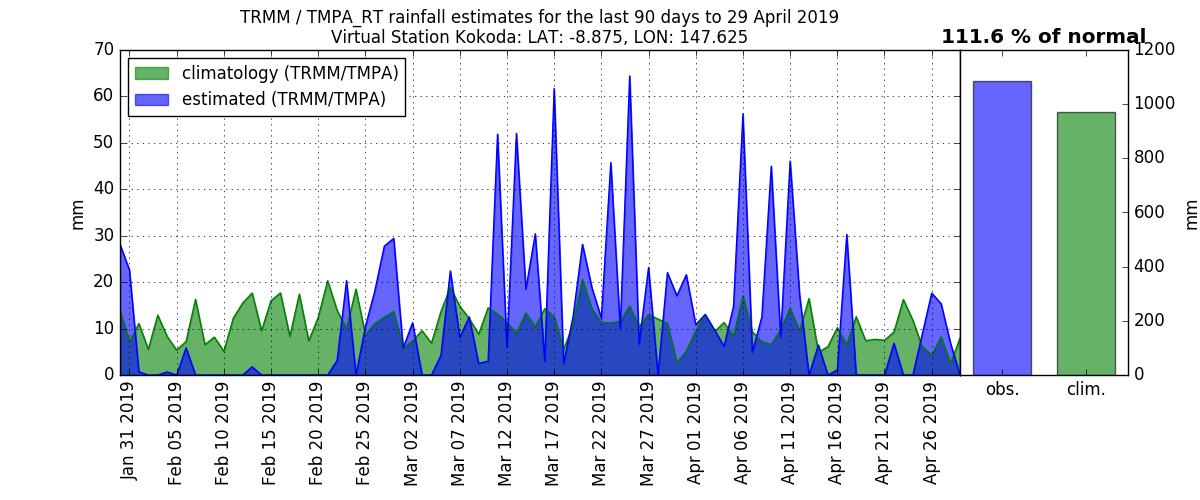 TRMM / TMPA_RT rainfall estimates for the last 90 days to 29 April 2019
Virtual Station Kokoda: LAT: -8.875, LON: 147.625
111.6 % of normal
climatology (TRMM/TMPA)
estimated (TRMM/TMPA)
70
60
50
40
30
20
10
0
mm
Jan 31 2019
Feb 05 2019
Feb 10 2019
Feb 15 2019
Feb 20 2019
Feb 25 2019
Mar 02 2019
Mar 07 2019
Mar 12 2019
Mar 17 2019
Mar 22 2019
Mar 27 2019
Apr 01 2019
Apr 06 2019
Apr 11 2019
Apr 16 2019
Apr 21 2019
Apr 26 2019
obs.
clim.
1200
1000
800
600
400
200
0
mm